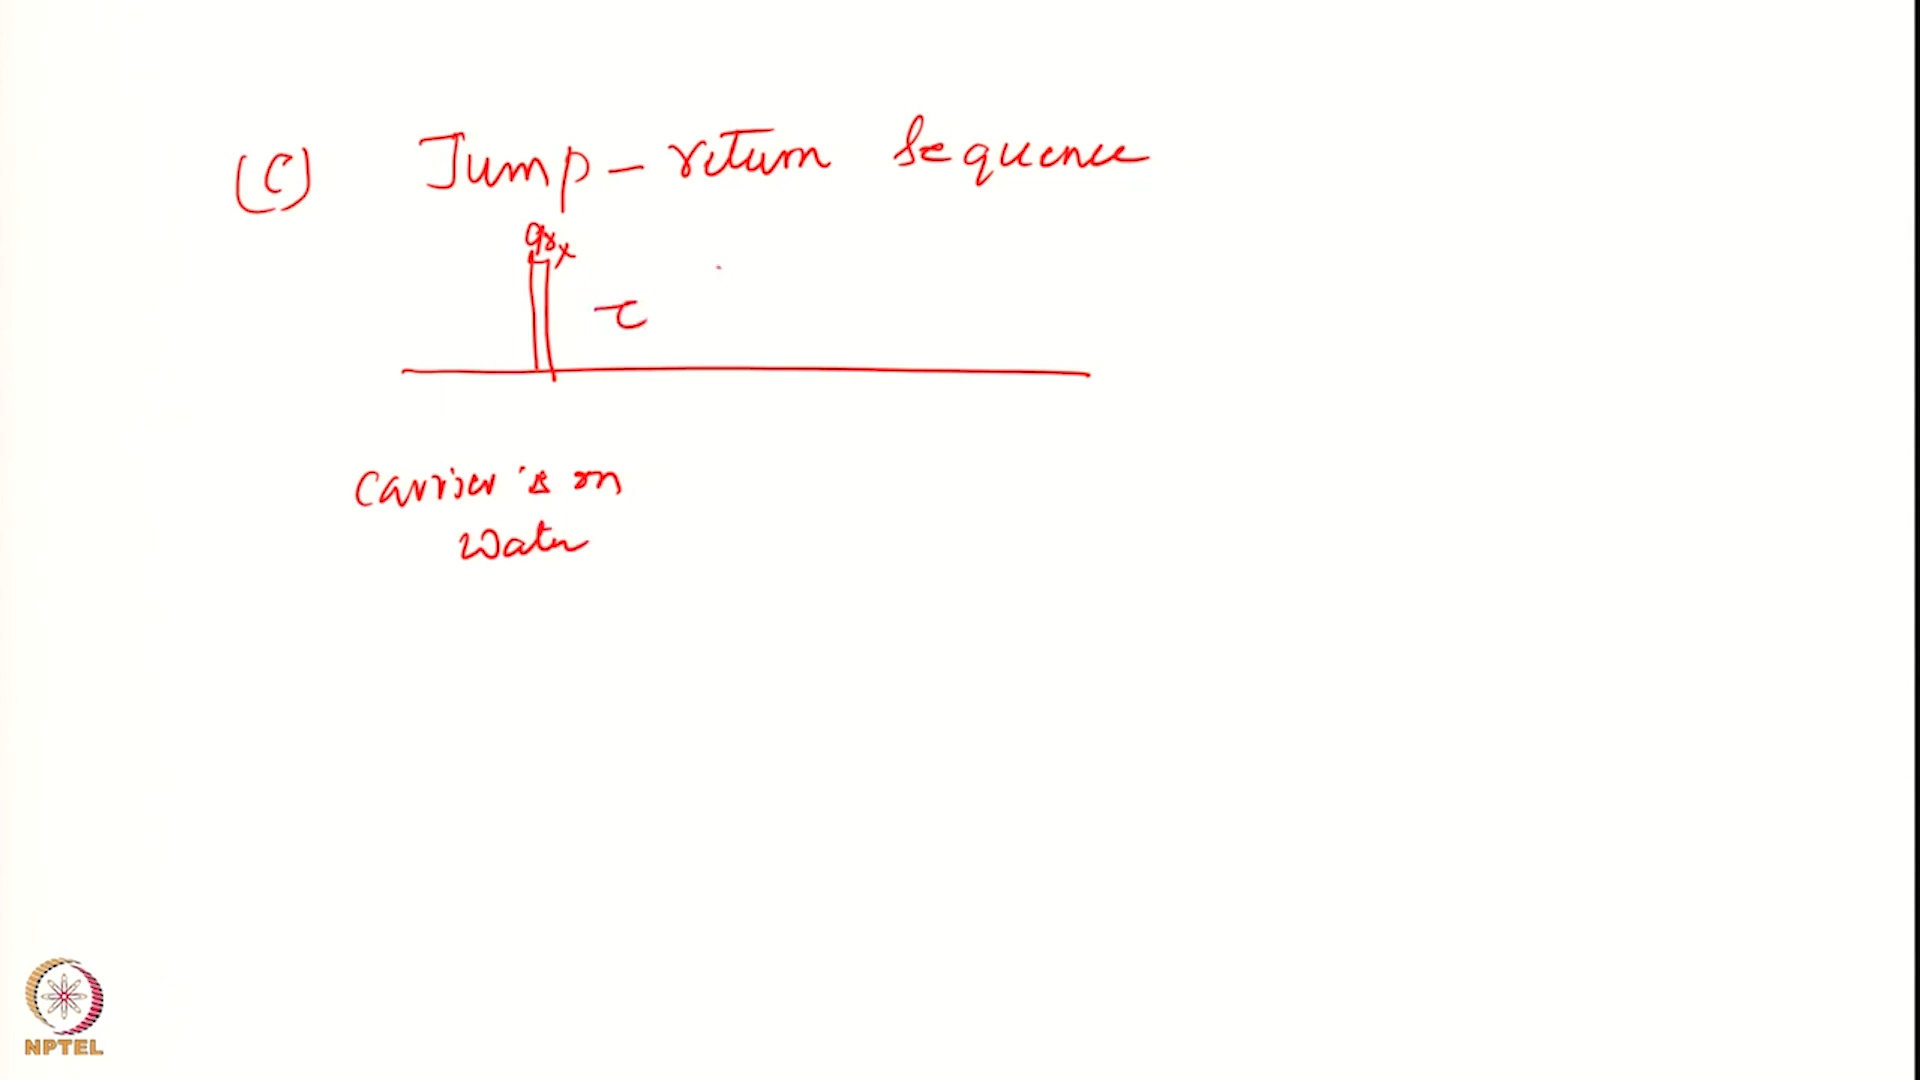 (C) Jump-return Sequence
90x
τ
Carrier is on
Water
NPTEL